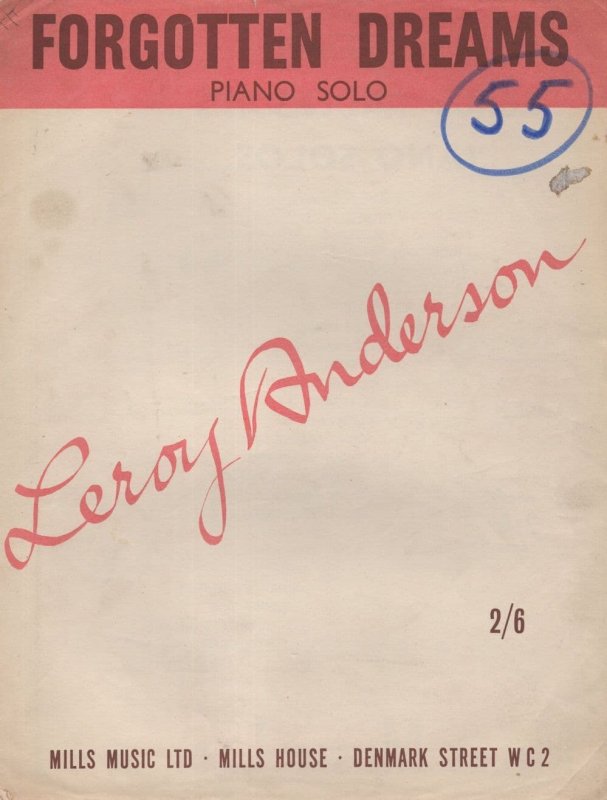 FORGOTTEN DREAMS
PIANO SOLO
55
Leroy Anderson
2/6
MILLS MUSIC LTD · MILLS HOUSE · DENMARK STREET W C 2